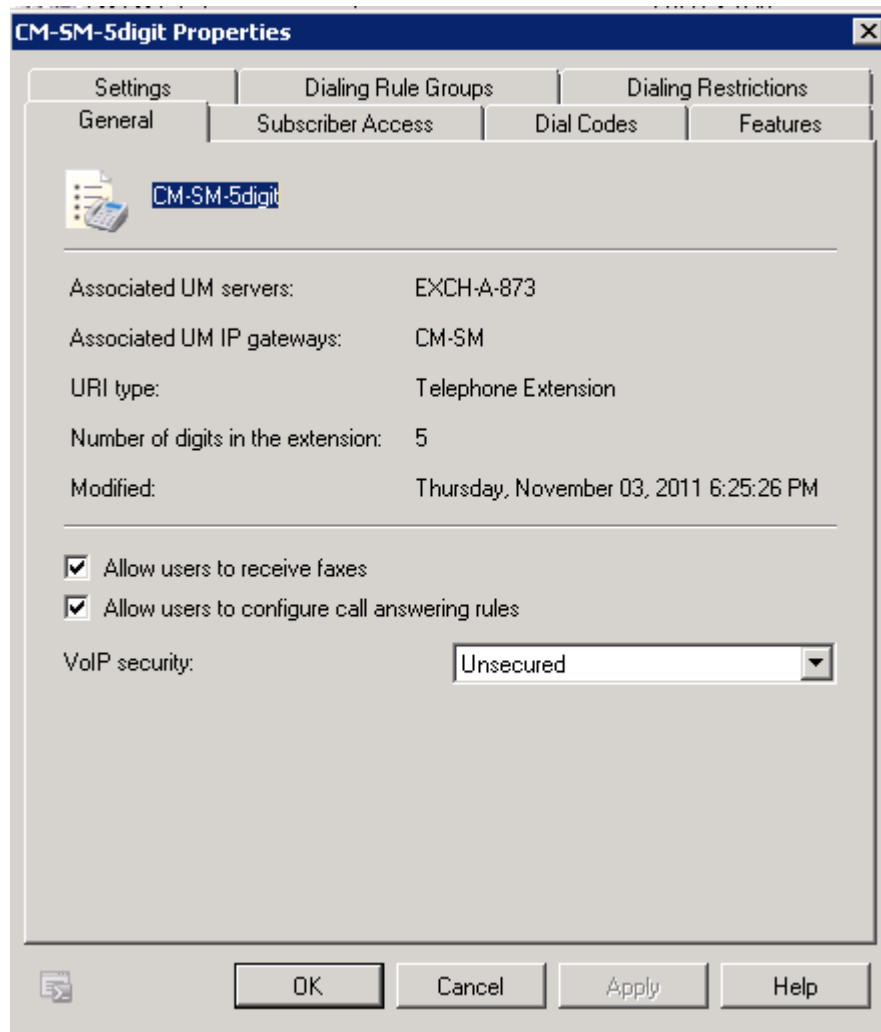 CM-SM-5digit Properties
Settings Dialing Rule Groups Dialing Restrictions
General Subscriber Access Dial Codes Features
CM-SM-5digit
Associated UM servers: EXCH-A-873
Associated UM IP gateways: CM-SM
URI type: Telephone Extension
Number of digits in the extension: 5
Modified: Thursday, November 03, 2011 6:25:26 PM
Allow users to receive faxes
Allow users to configure call answering rules
VoIP security: Unsecured
OK Cancel Apply Help